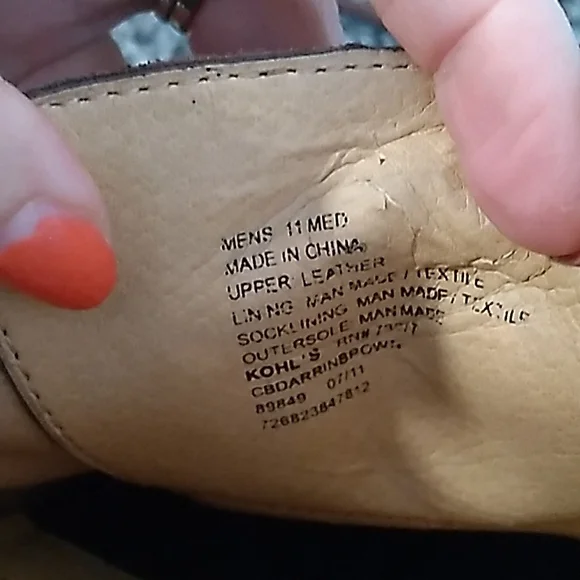 MENS 11 MED
MADE IN CHINA
UPPER LEATHER
LINING MAN MADE / TEXTILE
SOCKLINING MAN MADE / TEXTILE
OUTERSOLE MAN MADE
KOHL'S RN#
CBDARRINBROWN
89849 07/11
726823847812